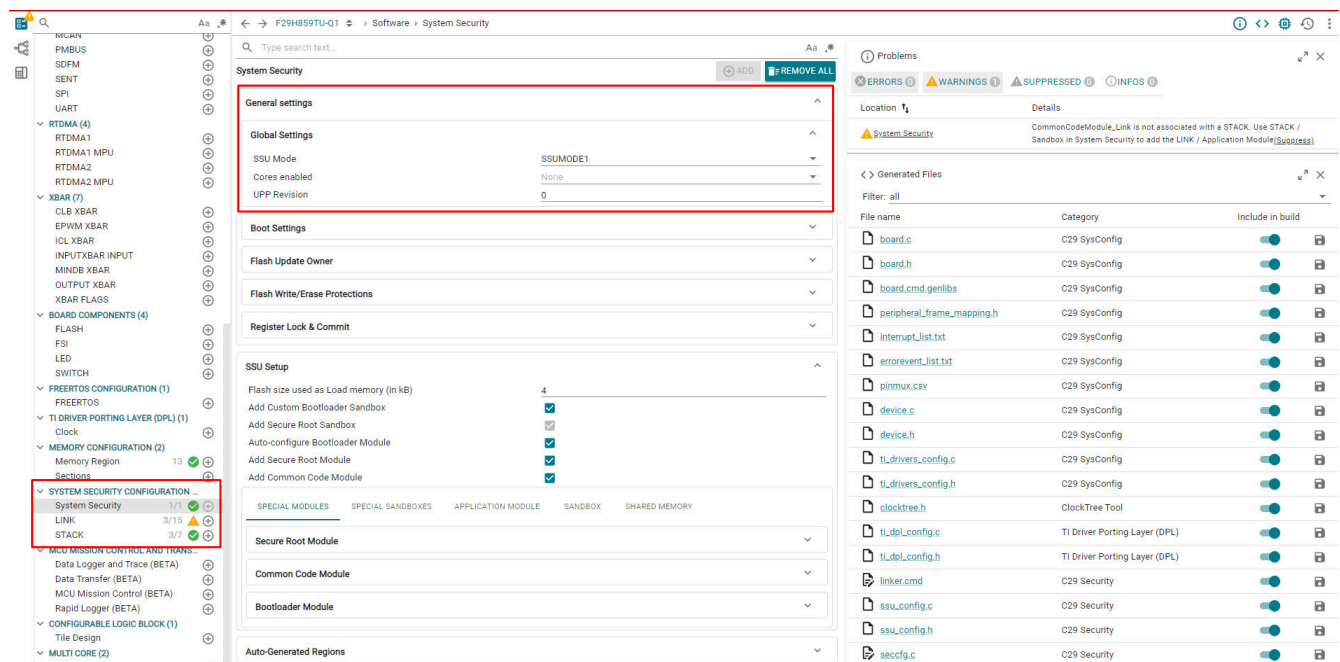 Aa .*
MCAN
PMBUS
SDFM
SENT
SPI
UART
RTDMA (4)
RTDMA1
RTDMA1 MPU
RTDMA2
RTDMA2 MPU
XBAR (7)
CLB XBAR
EPWM XBAR
ICL XBAR
INPUTXBAR INPUT
MINDB XBAR
OUTPUT XBAR
XBAR FLAGS
BOARD COMPONENTS (4)
FLASH
FSI
LED
SWITCH
FREERTOS CONFIGURATION (1)
FREERTOS
TI DRIVER PORTING LAYER (DPL) (1)
Clock
MEMORY CONFIGURATION (2)
Memory Region 13
Sections
SYSTEM SECURITY CONFIGURATION ...
System Security 1/1
LINK 3/15
STACK 3/7
MCU MISSION CONTROL AND TRANS...
Data Logger and Trace (BETA)
Data Transfer (BETA)
MCU Mission Control (BETA)
Rapid Logger (BETA)
CONFIGURABLE LOGIC BLOCK (1)
Tile Design
MULTI CORE (2)
F29H859TU-Q1 Software System Security
Type search text... Aa .*
System Security ADD REMOVE ALL
General settings
Global Settings
SSU Mode SSUMODE1
Cores enabled None
UPP Revision 0
Boot Settings
Flash Update Owner
Flash Write/Erase Protections
Register Lock & Commit
SSU Setup
Flash size used as Load memory (in kB) 4
Add Custom Bootloader Sandbox
Add Secure Root Sandbox
Auto-configure Bootloader Module
Add Secure Root Module
Add Common Code Module
SPECIAL MODULES SPECIAL SANDBOXES APPLICATION MODULE SANDBOX SHARED MEMORY
Secure Root Module
Common Code Module
Bootloader Module
Auto-Generated Regions
Problems
ERRORS 0 WARNINGS 1 SUPPRESSED 0 INFOS 0
Location Details
System Security CommonCodeModule_Link is not associated with a STACK. Use STACK /
Sandbox in System Security to add the LINK / Application Module(Suppress)
<> Generated Files
Filter: all
File name Category Include in build
board.c C29 SysConfig
board.h C29 SysConfig
board.cmd.genlibs C29 SysConfig
peripheral_frame_mapping.h C29 SysConfig
interrupt_list.txt C29 SysConfig
errorevent_list.txt C29 SysConfig
pinmux.csv C29 SysConfig
device.c C29 SysConfig
device.h C29 SysConfig
ti_drivers_config.c C29 SysConfig
ti_drivers_config.h C29 SysConfig
clocktree.h ClockTree Tool
ti_dpl_config.c TI Driver Porting Layer (DPL)
ti_dpl_config.h TI Driver Porting Layer (DPL)
linker.cmd C29 Security
ssu_config.c C29 Security
ssu_config.h C29 Security
seccfg.c C29 Security